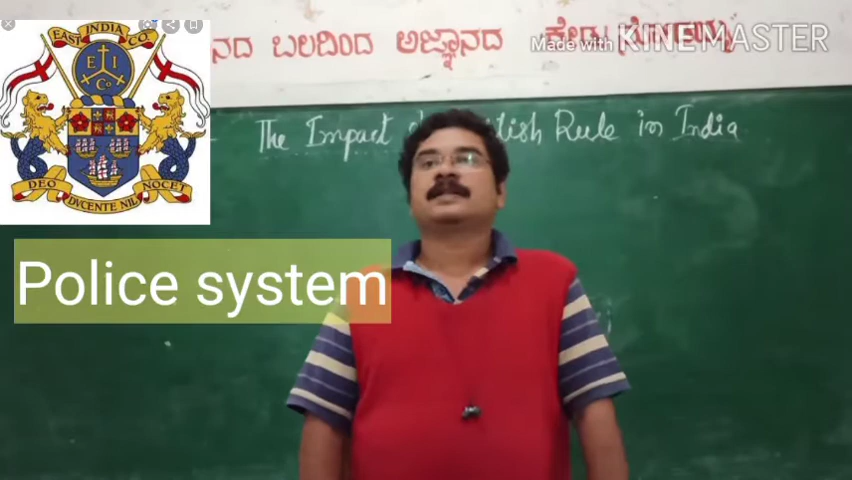 EAST INDIA Co.
E I
Co
DEO DVCENTE NIL NOCET
ನದ ಬಲದಿಂದ ಅಜ್ಞಾನದ ಕೇಡು
Made with KINEMASTER
The Impact British Rule in India
Police system